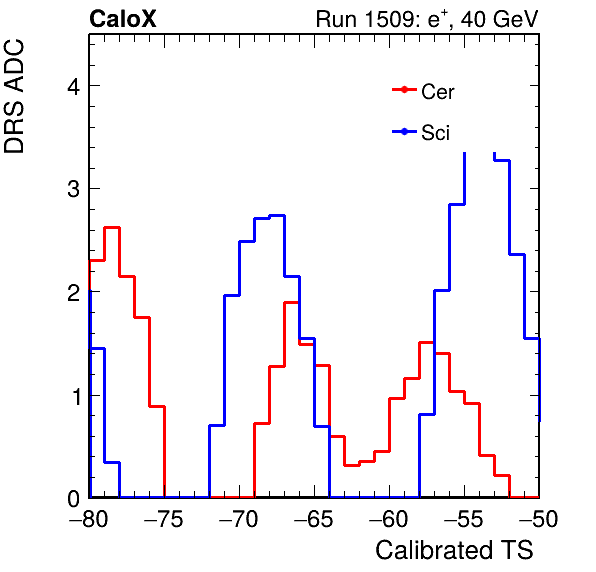 CaloX Run 1509: e⁺, 40 GeV
DRS ADC
Cer
Sci
4
3
2
1
0
−80 −75 −70 −65 −60 −55 −50
Calibrated TS